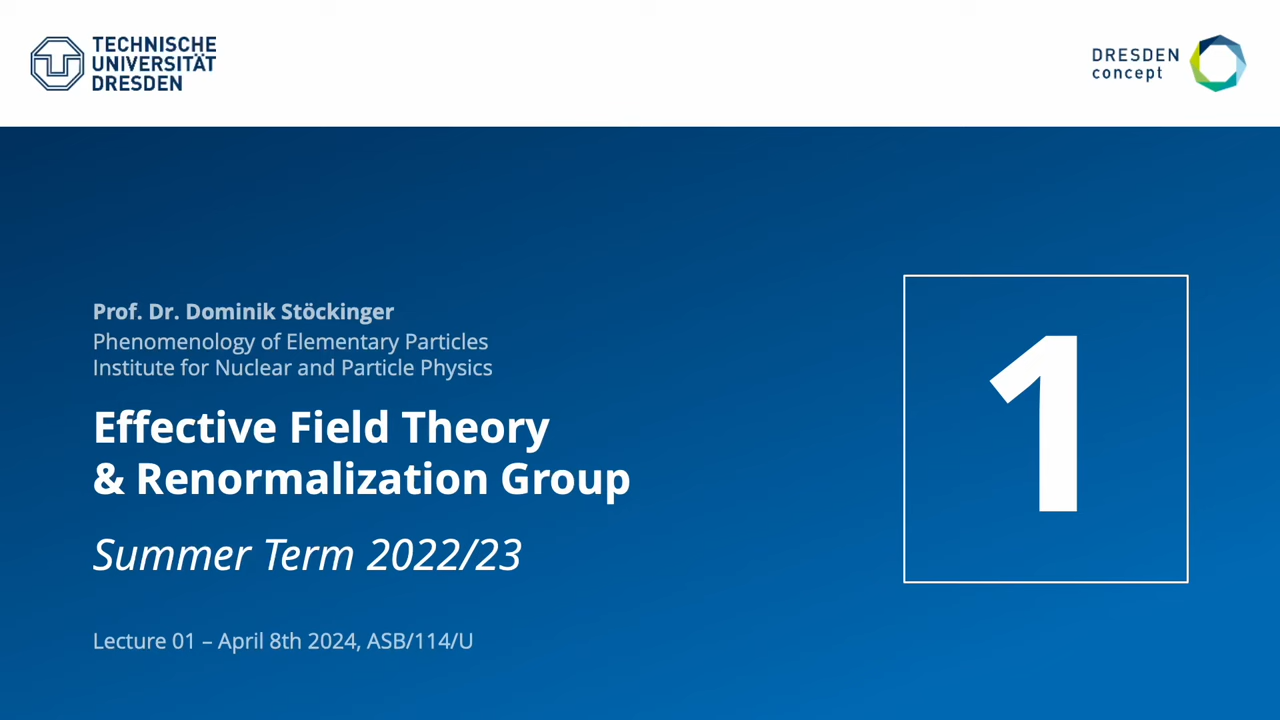 TECHNISCHE
UNIVERSITÄT
DRESDEN
DRESDEN
concept
Prof. Dr. Dominik Stöckinger
Phenomenology of Elementary Particles
Institute for Nuclear and Particle Physics
Effective Field Theory
& Renormalization Group
Summer Term 2022/23
Lecture 01 – April 8th 2024, ASB/114/U
1